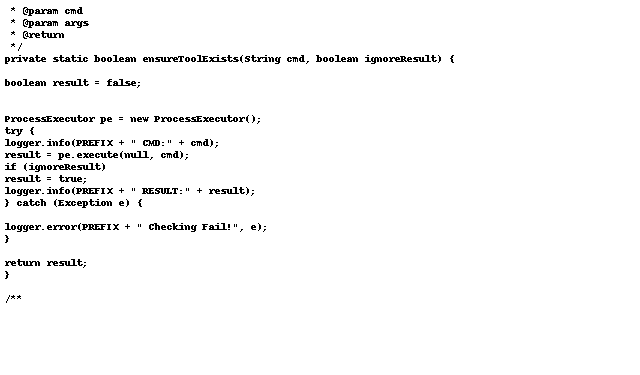 * @param cmd
* @param args
* @return
*/
private static boolean ensureToolExists(String cmd, boolean ignoreResult) {
boolean result = false;
ProcessExecutor pe = new ProcessExecutor();
try {
logger.info(PREFIX + " CMD:" + cmd);
result = pe.execute(null, cmd);
if (ignoreResult)
result = true;
logger.info(PREFIX + " RESULT:" + result);
} catch (Exception e) {
logger.error(PREFIX + " Checking Fail!", e);
}
return result;
}
/**